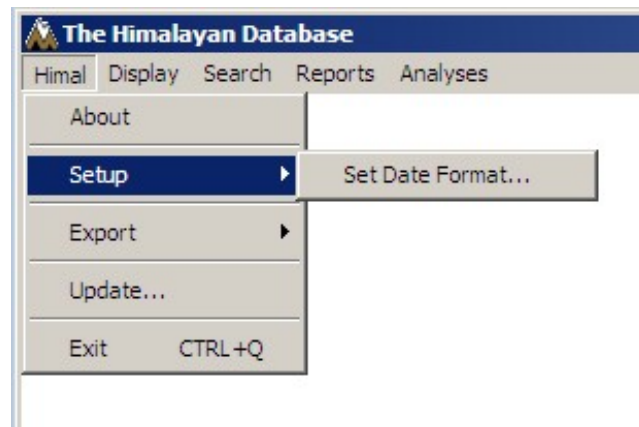 The Himalayan Database
Himal Display Search Reports Analyses
About
Setup Set Date Format...
Export
Update...
Exit CTRL+Q